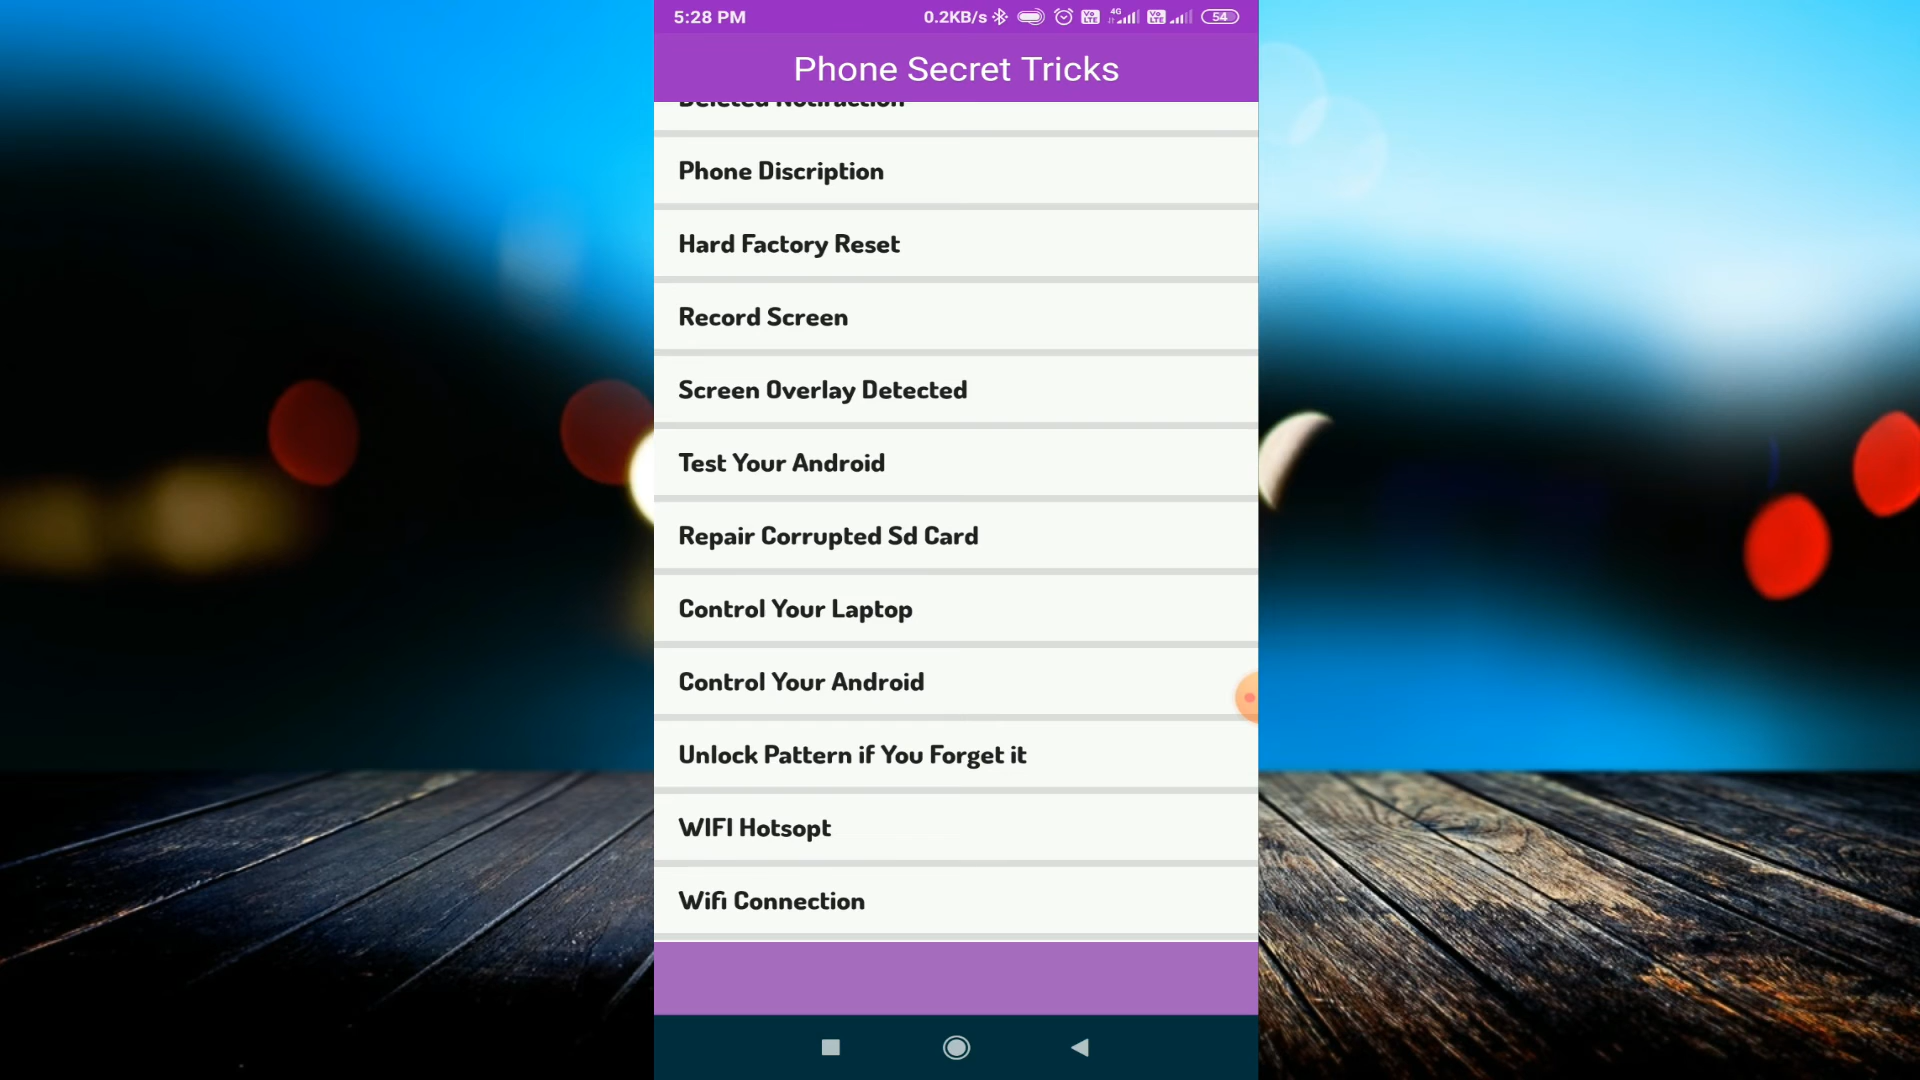 5:28 PM
0.2KB/s
4G
54
Phone Secret Tricks
Phone Discription
Hard Factory Reset
Record Screen
Screen Overlay Detected
Test Your Android
Repair Corrupted Sd Card
Control Your Laptop
Control Your Android
Unlock Pattern if You Forget it
WIFI Hotsopt
Wifi Connection